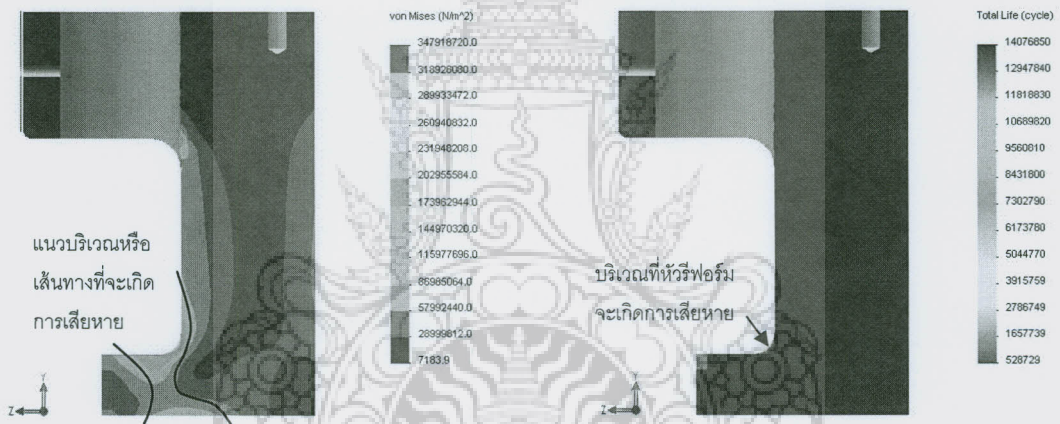 von Mises (N/m^2)
347918720.0
318926080.0
289933472.0
260940832.0
231948208.0
202955584.0
173962944.0
144970320.0
115977696.0
86985064.0
57992440.0
28999812.0
7183.9
แนวบริเวณหรือ
เส้นทางที่จะเกิด
การเสียหาย
Y
Z
Total Life (cycle)
14076850
12947840
11818830
10689820
9560810
8431800
7302790
6173780
5044770
3915759
2786749
1657739
528729
บริเวณที่หัวรีฟอร์ม
จะเกิดการเสียหาย
Y
Z